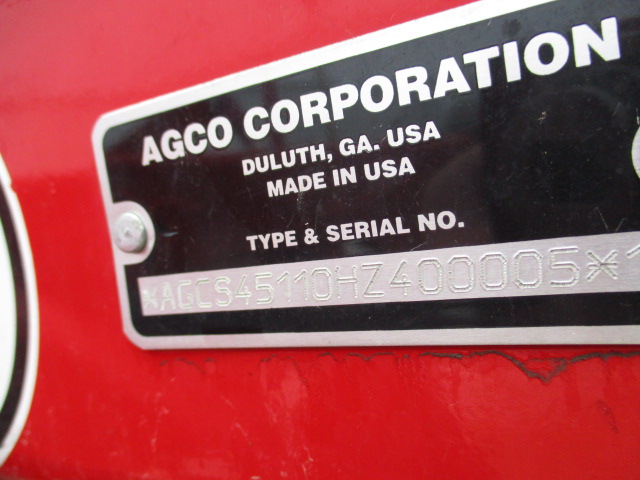 AGCO CORPORATION
DULUTH, GA. USA
MADE IN USA
TYPE & SERIAL NO.
*AGCS45110HZ400005*